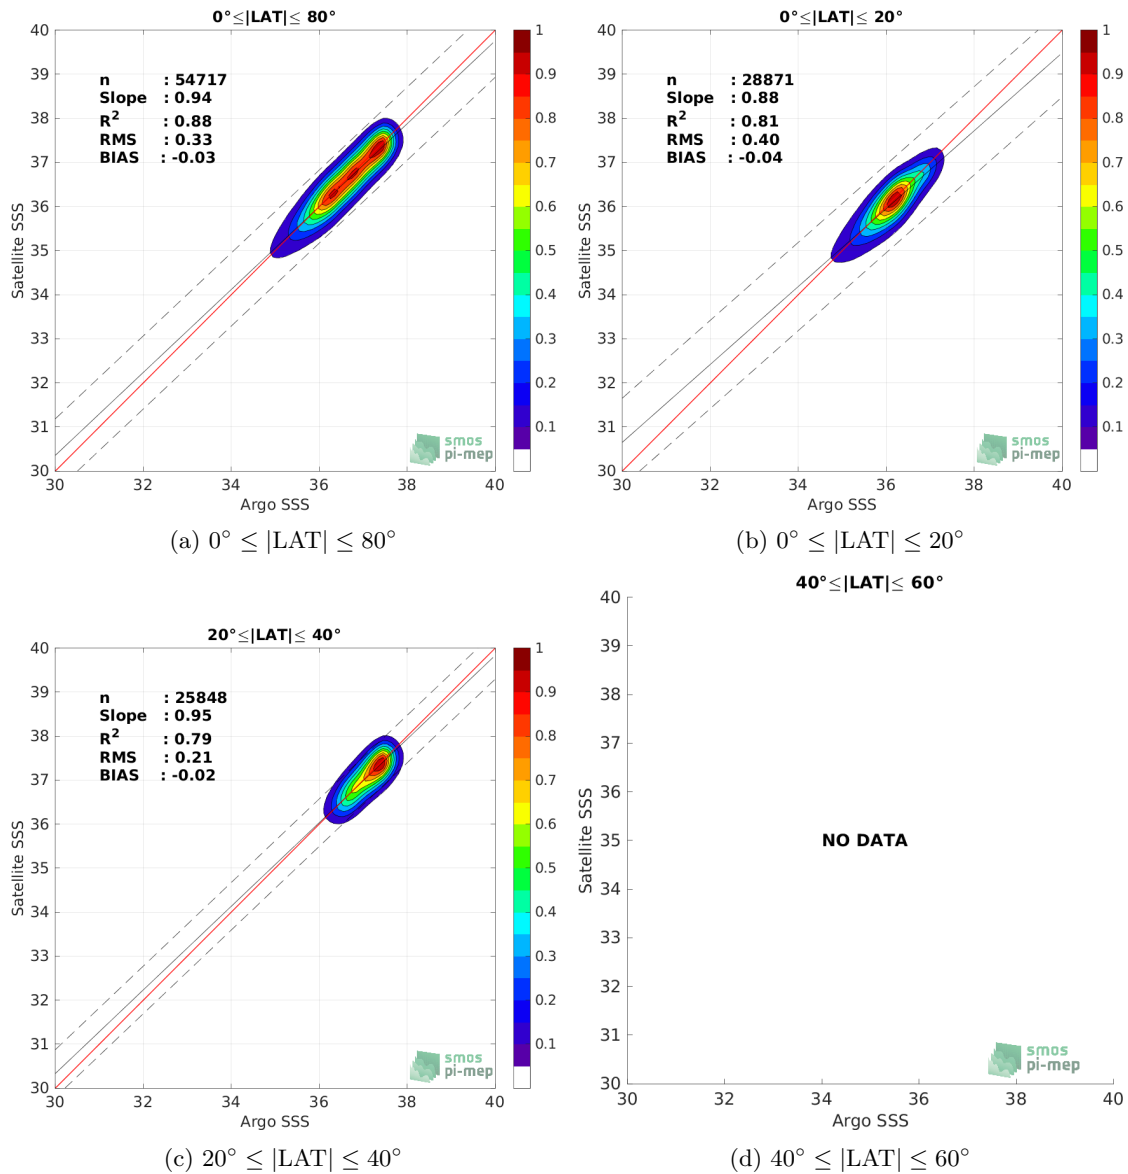 0°≤|LAT|≤ 80°
40
39
38
37
36
35
34
33
32
31
30
Satellite SSS
n : 54717
Slope : 0.94
R² : 0.88
RMS : 0.33
BIAS : -0.03
1
0.9
0.8
0.7
0.6
0.5
0.4
0.3
0.2
0.1
smos
pi-mep
30 32 34 36 38 40
Argo SSS
(a) 0° ≤ |LAT| ≤ 80°
0°≤|LAT|≤ 20°
40
39
38
37
36
35
34
33
32
31
30
Satellite SSS
n : 28871
Slope : 0.88
R² : 0.81
RMS : 0.40
BIAS : -0.04
1
0.9
0.8
0.7
0.6
0.5
0.4
0.3
0.2
0.1
smos
pi-mep
30 32 34 36 38 40
Argo SSS
(b) 0° ≤ |LAT| ≤ 20°
20°≤|LAT|≤ 40°
40
39
38
37
36
35
34
33
32
31
30
Satellite SSS
n : 25848
Slope : 0.95
R² : 0.79
RMS : 0.21
BIAS : -0.02
1
0.9
0.8
0.7
0.6
0.5
0.4
0.3
0.2
0.1
smos
pi-mep
30 32 34 36 38 40
Argo SSS
(c) 20° ≤ |LAT| ≤ 40°
40°≤|LAT|≤ 60°
40
39
38
37
36
35
34
33
32
31
30
Satellite SSS
NO DATA
smos
pi-mep
30 32 34 36 38 40
Argo SSS
(d) 40° ≤ |LAT| ≤ 60°